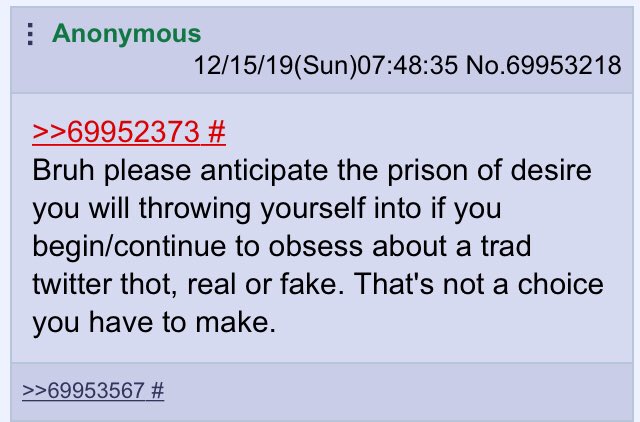 Anonymous
12/15/19(Sun)07:48:35 No.69953218
>>69952373 #
Bruh please anticipate the prison of desire
you will throwing yourself into if you
begin/continue to obsess about a trad
twitter thot, real or fake. That's not a choice
you have to make.
>>69953567 #